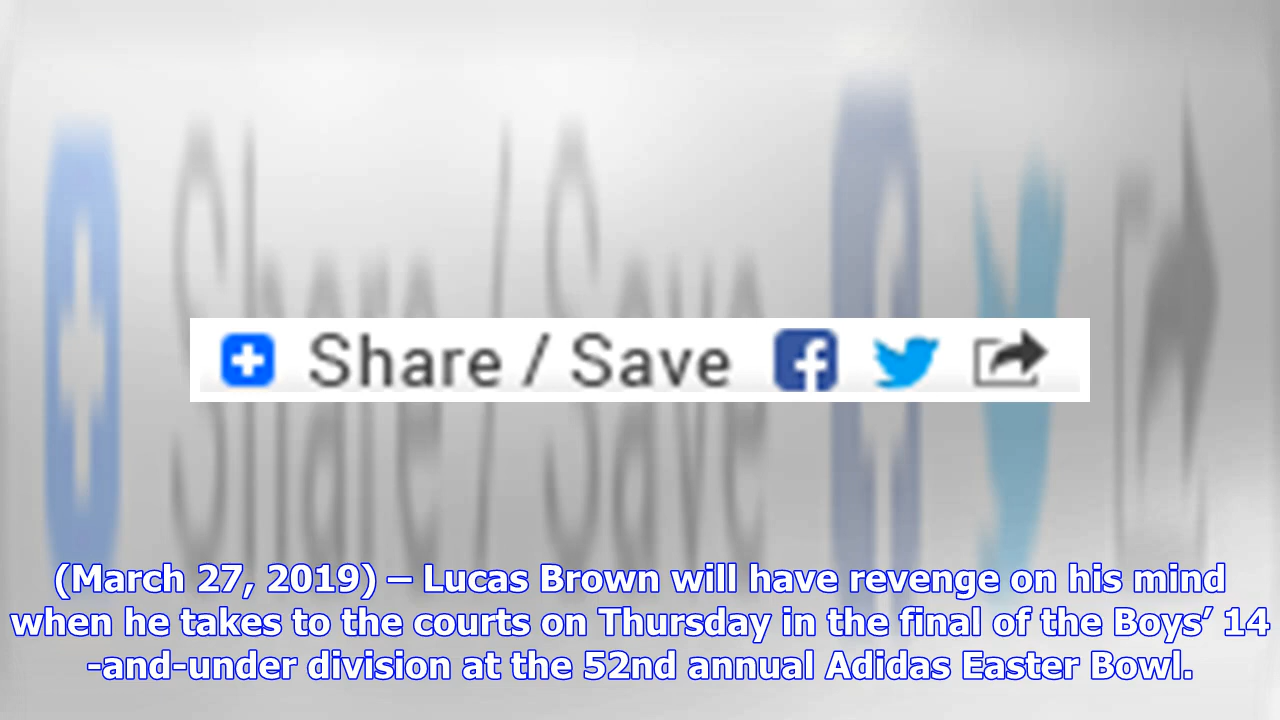 Share / Save
(March 27, 2019) – Lucas Brown will have revenge on his mind
when he takes to the courts on Thursday in the final of the Boys’ 14
-and-under division at the 52nd annual Adidas Easter Bowl.